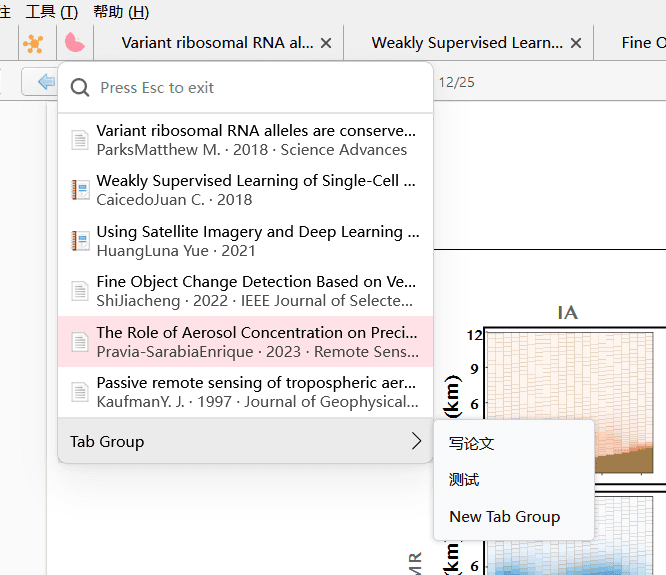 注 工具 (T) 帮助 (H)
Variant ribosomal RNA al... Weakly Supervised Learn... Fine O
Press Esc to exit
12/25
Variant ribosomal RNA alleles are conserve...
ParksMatthew M. · 2018 · Science Advances
Weakly Supervised Learning of Single-Cell ...
CaicedoJuan C. · 2018
Using Satellite Imagery and Deep Learning ...
HuangLuna Yue · 2021
Fine Object Change Detection Based on Ve...
ShiJiacheng · 2022 · IEEE Journal of Selecte...
The Role of Aerosol Concentration on Preci...
Pravia-SarabiaEnrique · 2023 · Remote Sens...
Passive remote sensing of tropospheric aer...
KaufmanY. J. · 1997 · Journal of Geophysical...
Tab Group
写论文
测试
New Tab Group
IA
12
9
6
(km)
6
(km)
MR